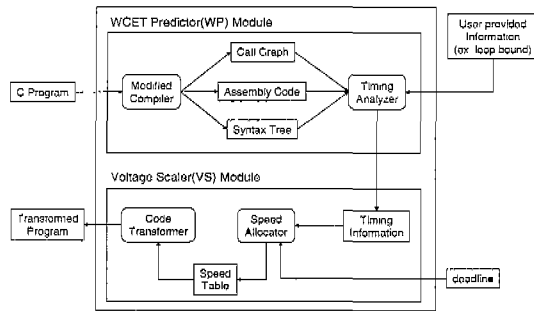 WCET Predictor(WP) Module
User provided
Information
(ex loop bound)
Call Graph
C Program
Modified
Compiler
Assembly Code
Timing
Analyzer
Syntax Tree
Voltage Scaler(VS) Module
Transformed
Program
Code
Transformer
Speed
Allocator
Timing
Information
Speed
Table
deadline